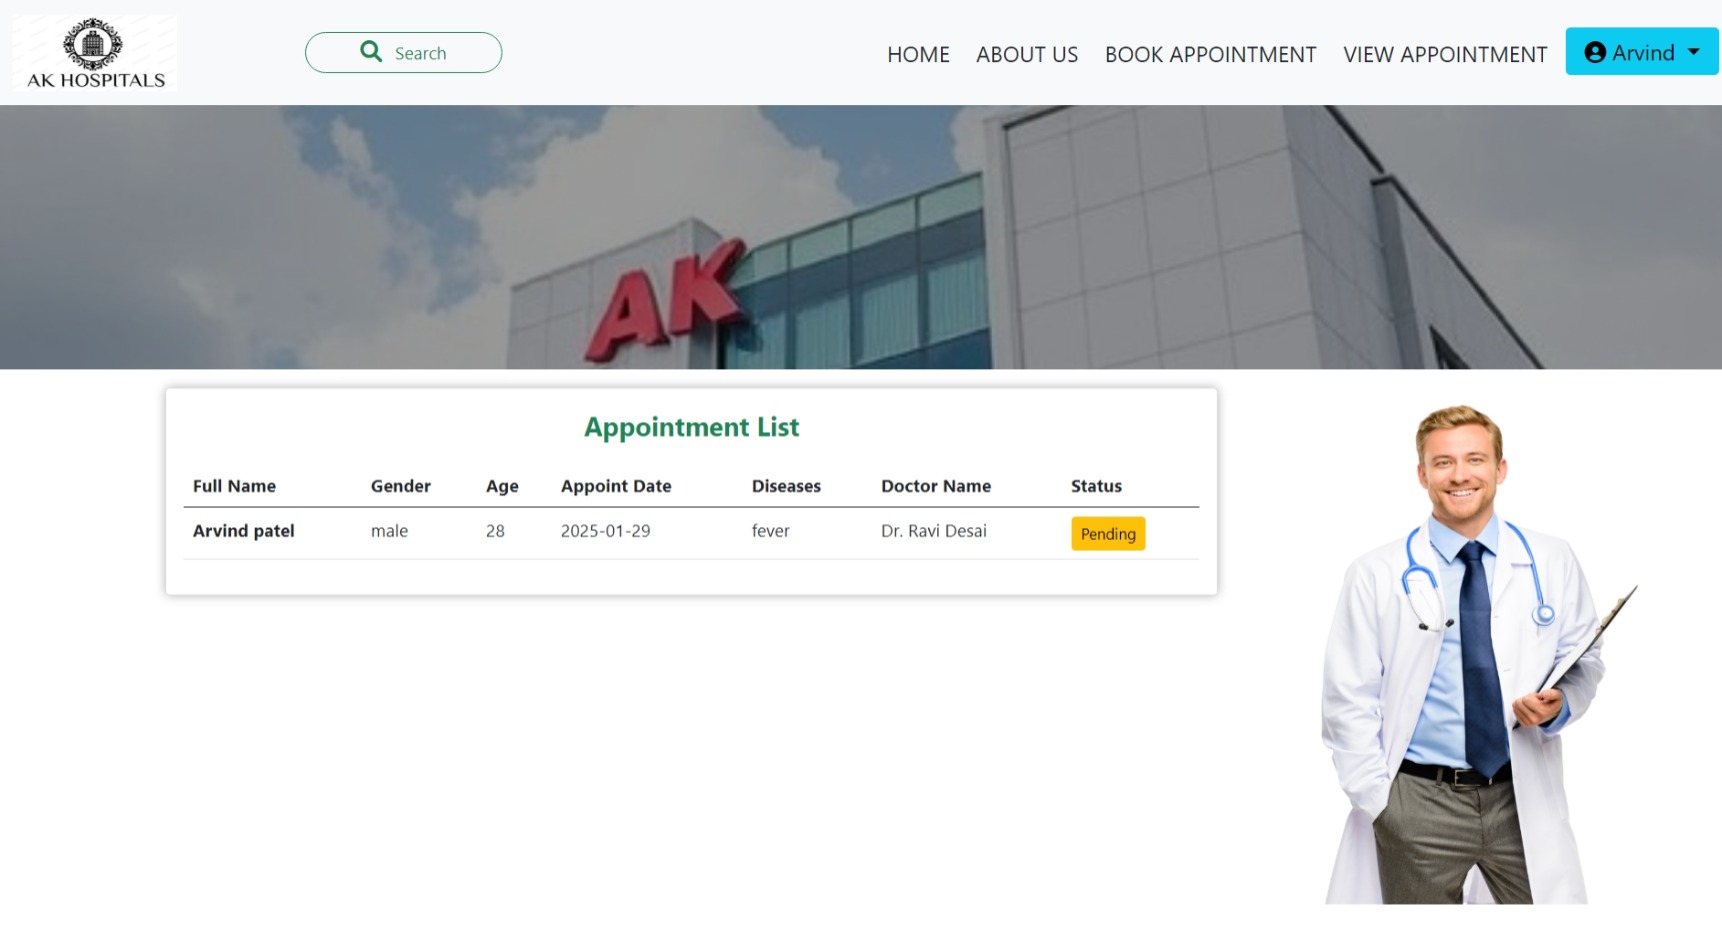 AK HOSPITALS
Search
HOME ABOUT US BOOK APPOINTMENT VIEW APPOINTMENT Arvind
AK
Appointment List
Full Name Gender Age Appoint Date Diseases Doctor Name Status
Arvind patel male 28 2025-01-29 fever Dr. Ravi Desai Pending